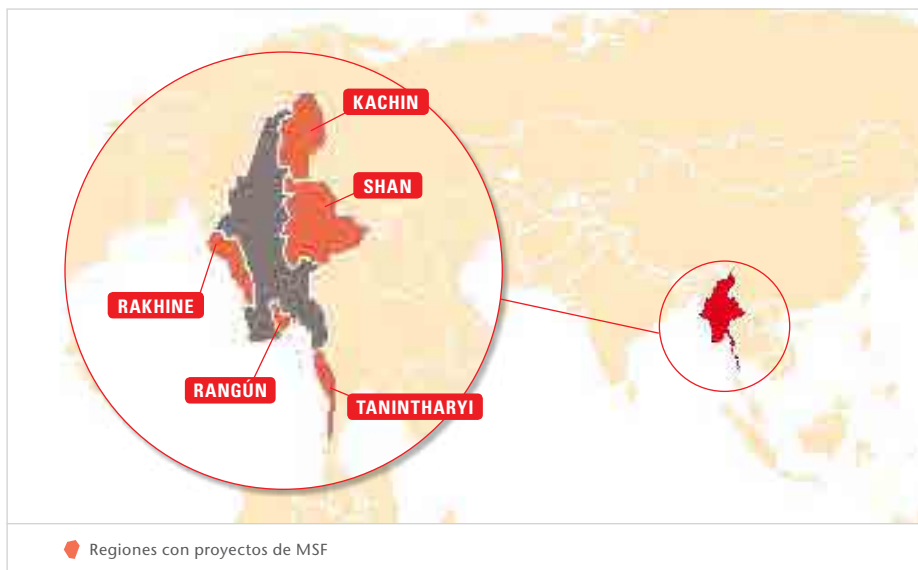 KACHIN
SHAN
RAKHINE
RANGÚN
TANINTHARYI
Regiones con proyectos de MSF